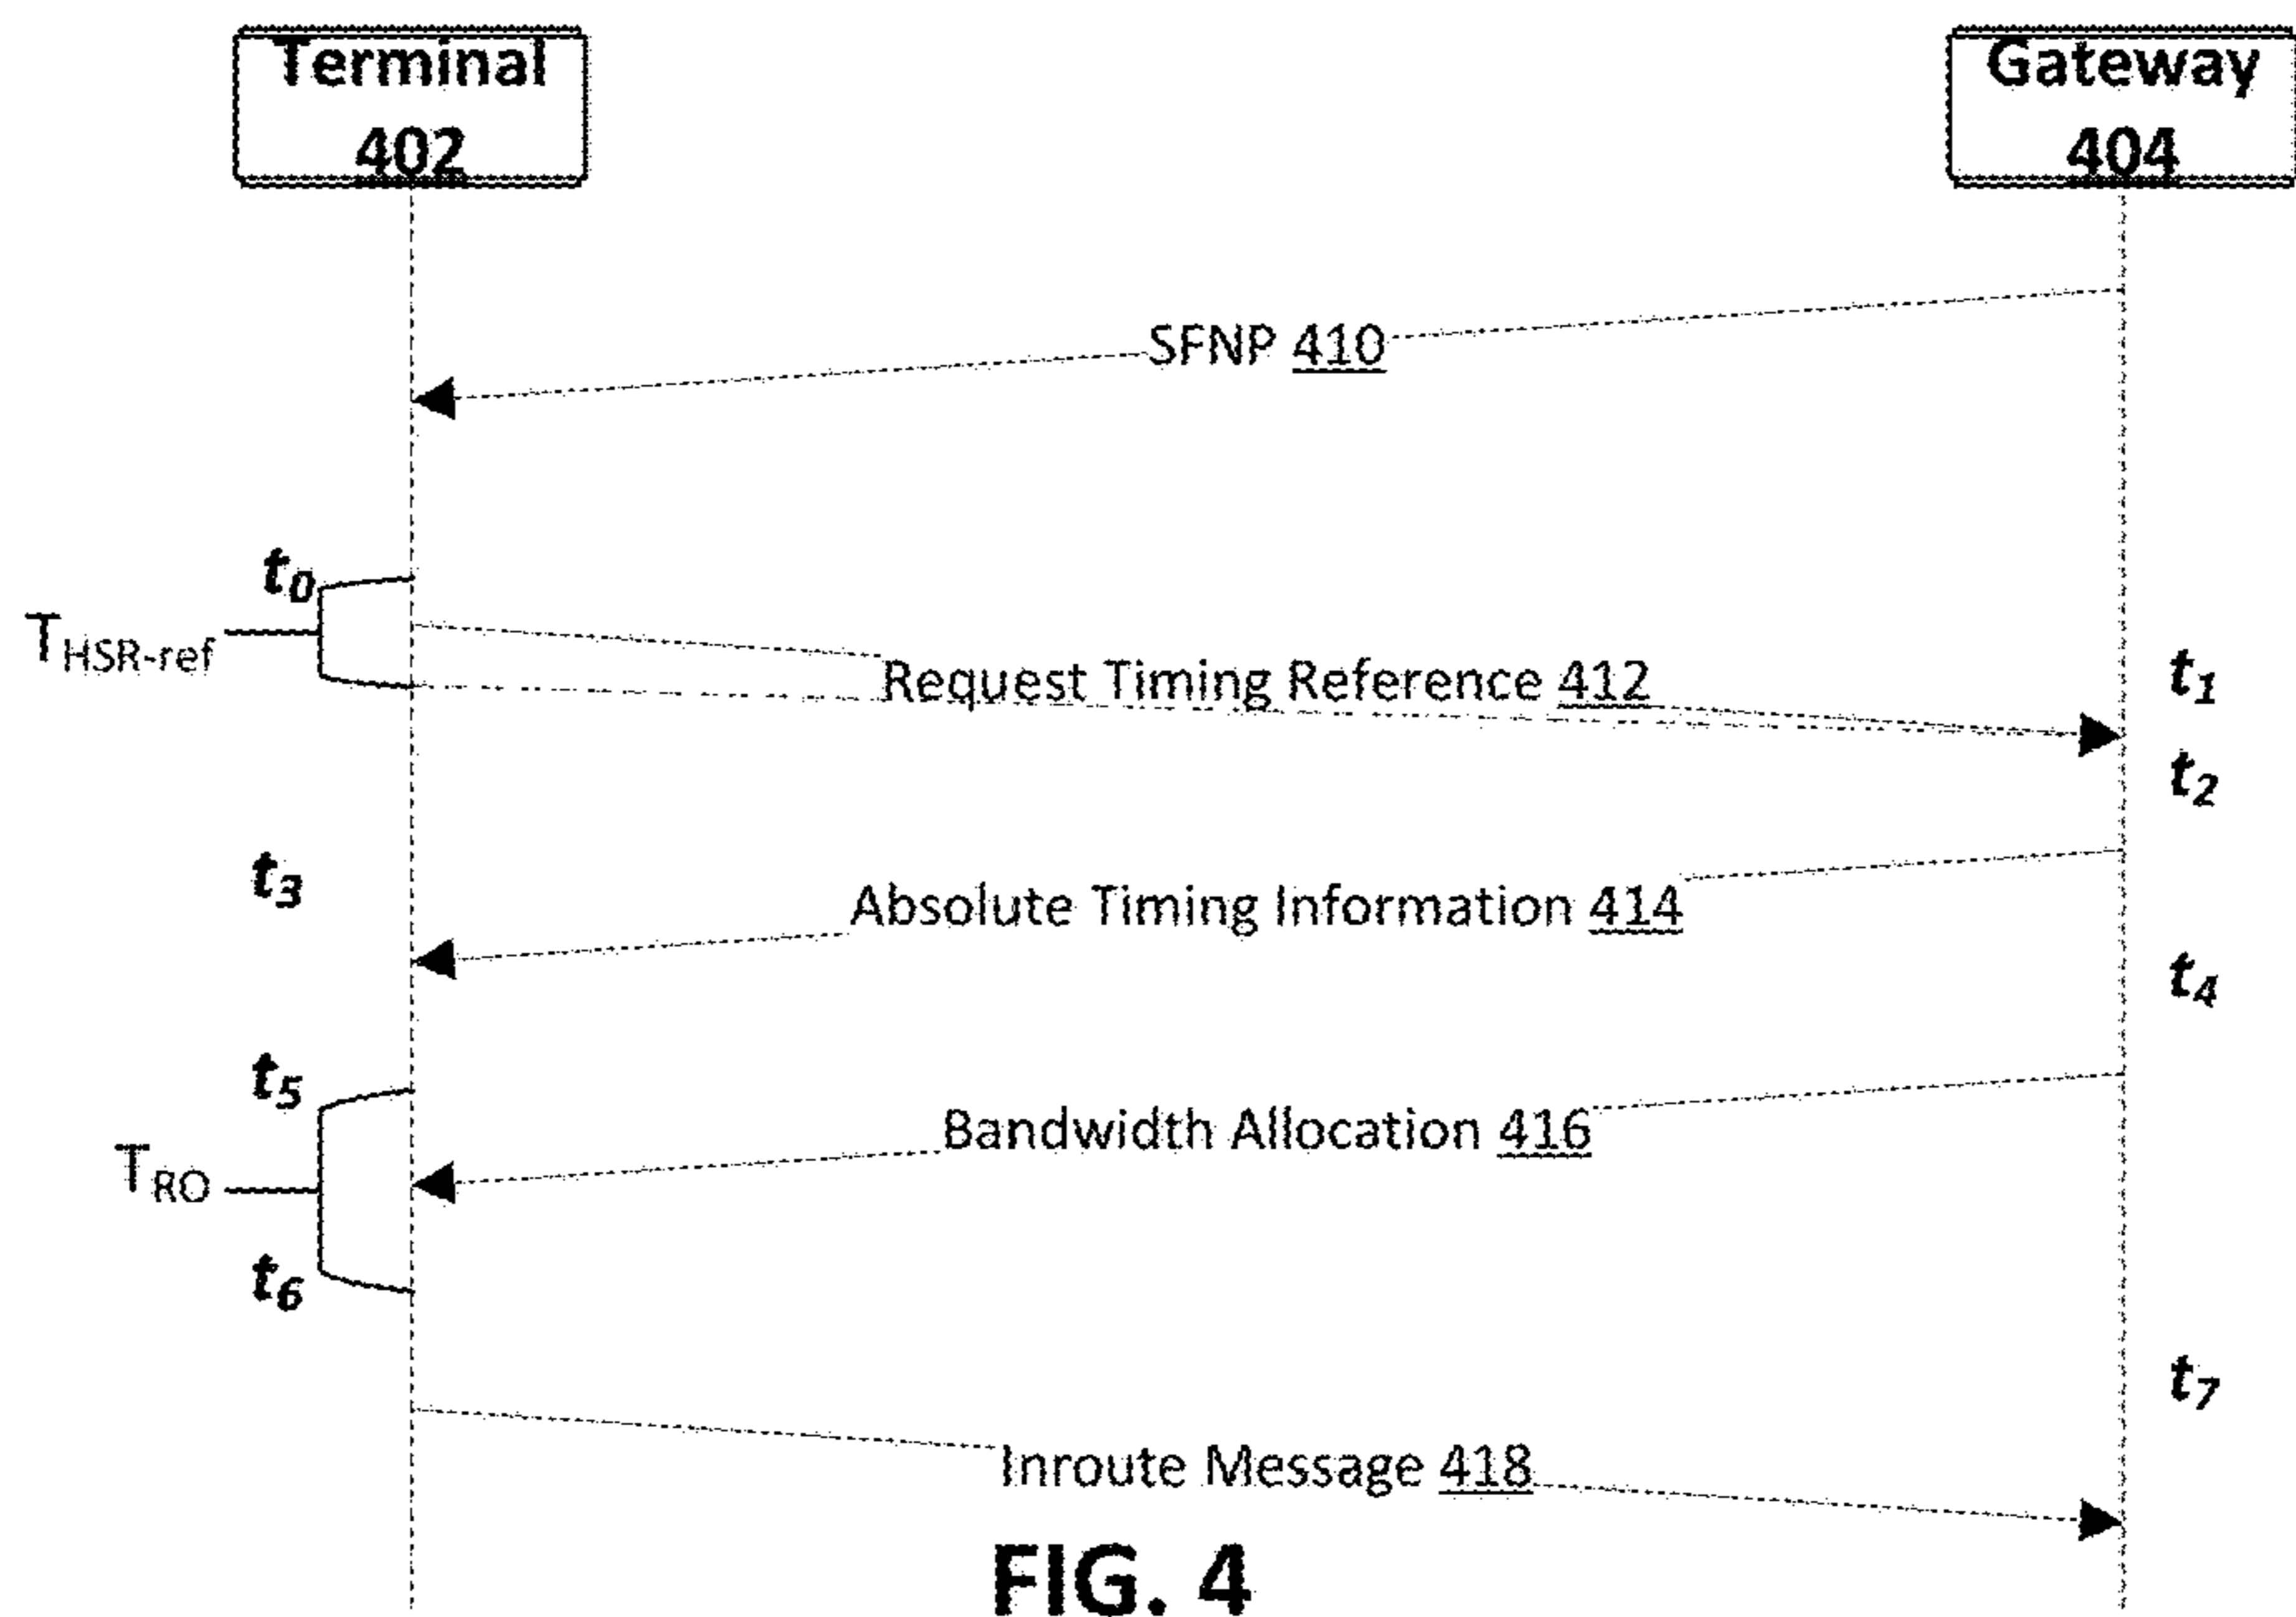 Terminal
402
Gateway
404
SFNP 410
t0
THSR-ref
Request Timing Reference 412
t1
t2
t3
Absolute Timing Information 414
t4
t5
Bandwidth Allocation 416
TRO
t6
t7
Inroute Message 418
FIG. 4